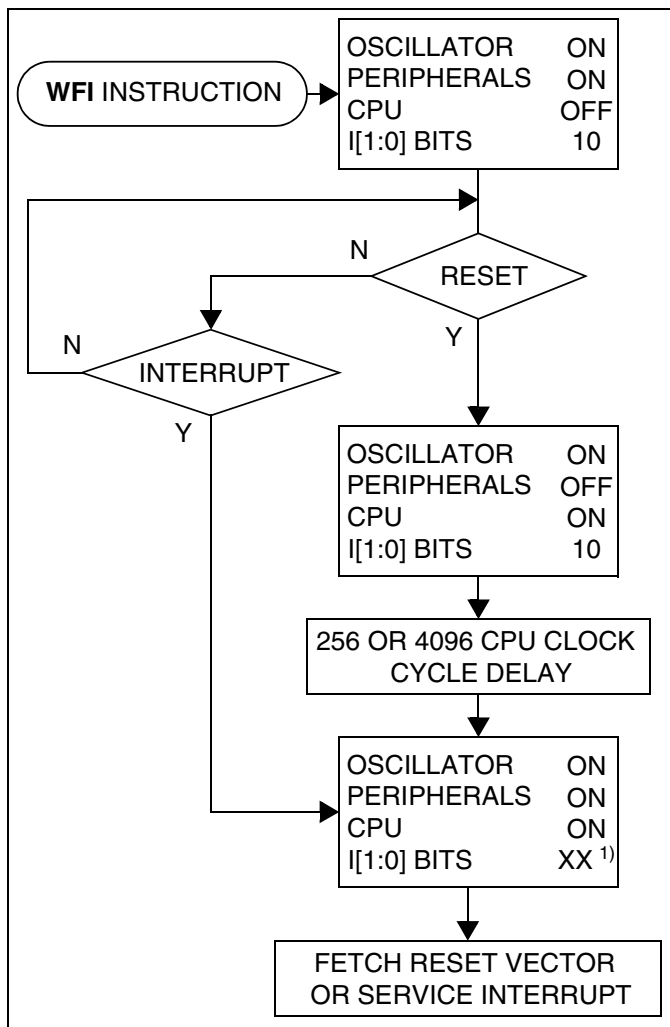 WFI INSTRUCTION
OSCILLATOR ON
PERIPHERALS ON
CPU OFF
I[1:0] BITS 10
N
RESET
Y
N
INTERRUPT
Y
OSCILLATOR ON
PERIPHERALS OFF
CPU ON
I[1:0] BITS 10
256 OR 4096 CPU CLOCK
CYCLE DELAY
OSCILLATOR ON
PERIPHERALS ON
CPU ON
I[1:0] BITS XX 1)
FETCH RESET VECTOR
OR SERVICE INTERRUPT